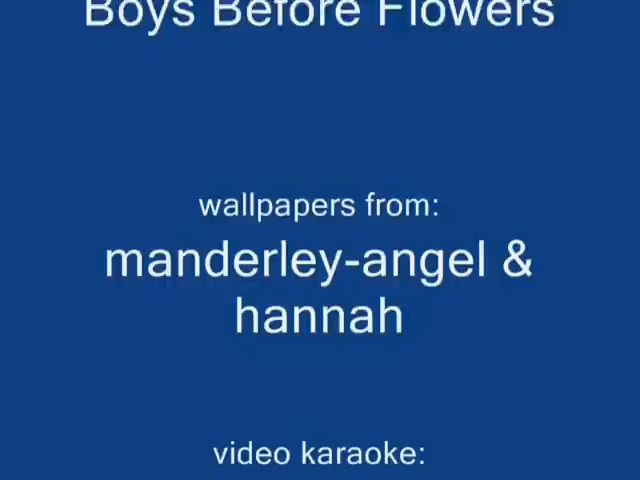 Boys Before Flowers
wallpapers from:
manderley-angel &
hannah
video karaoke: